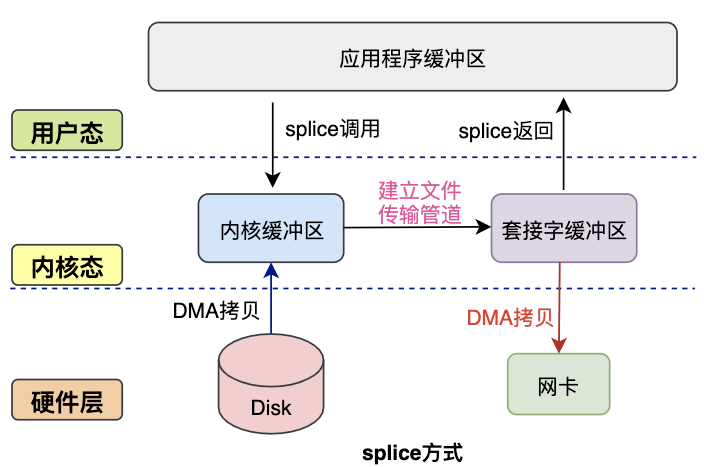 应用程序缓冲区
splice调用
splice返回
用户态
建立文件
传输管道
内核缓冲区
套接字缓冲区
内核态
DMA拷贝
DMA拷贝
硬件层
Disk
网卡
splice方式